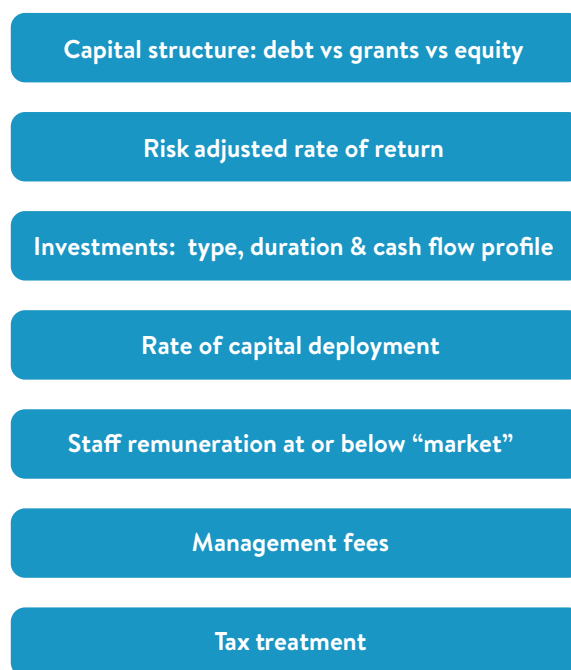 Capital structure: debt vs grants vs equity
Risk adjusted rate of return
Investments: type, duration & cash flow profile
Rate of capital deployment
Staff remuneration at or below “market”
Management fees
Tax treatment